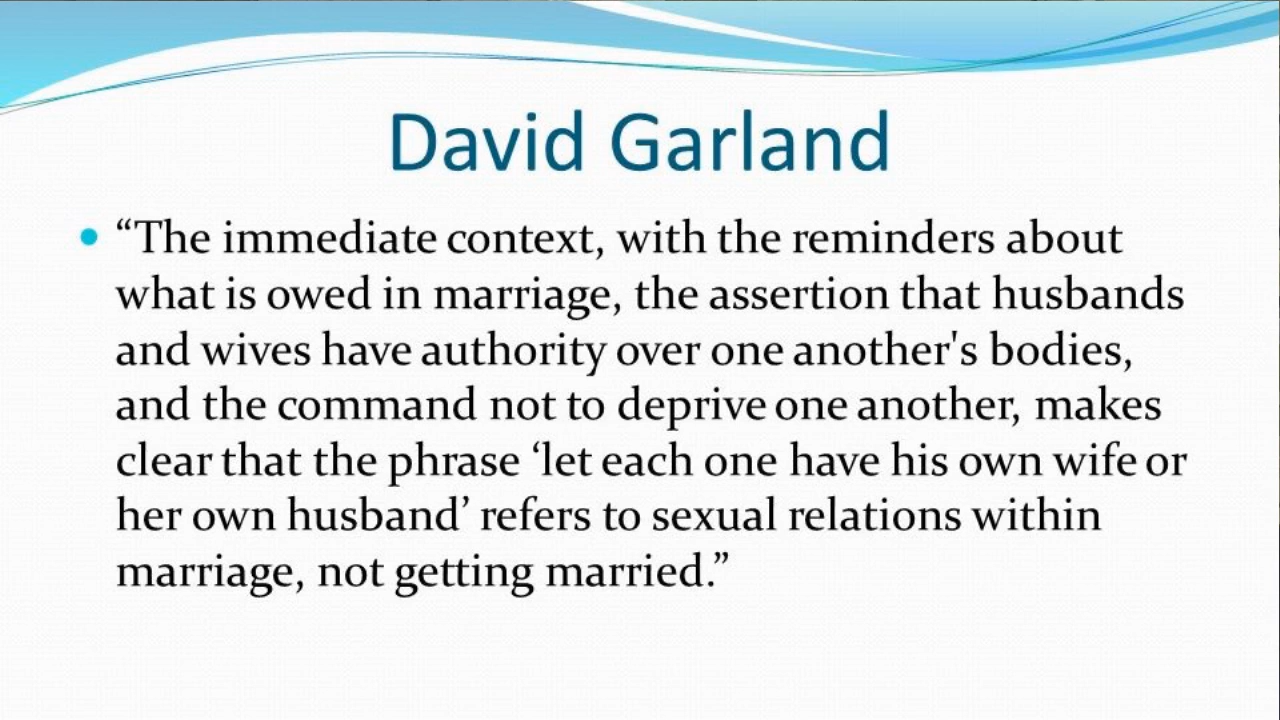 David Garland
“The immediate context, with the reminders about
what is owed in marriage, the assertion that husbands
and wives have authority over one another's bodies,
and the command not to deprive one another, makes
clear that the phrase ‘let each one have his own wife or
her own husband’ refers to sexual relations within
marriage, not getting married.”